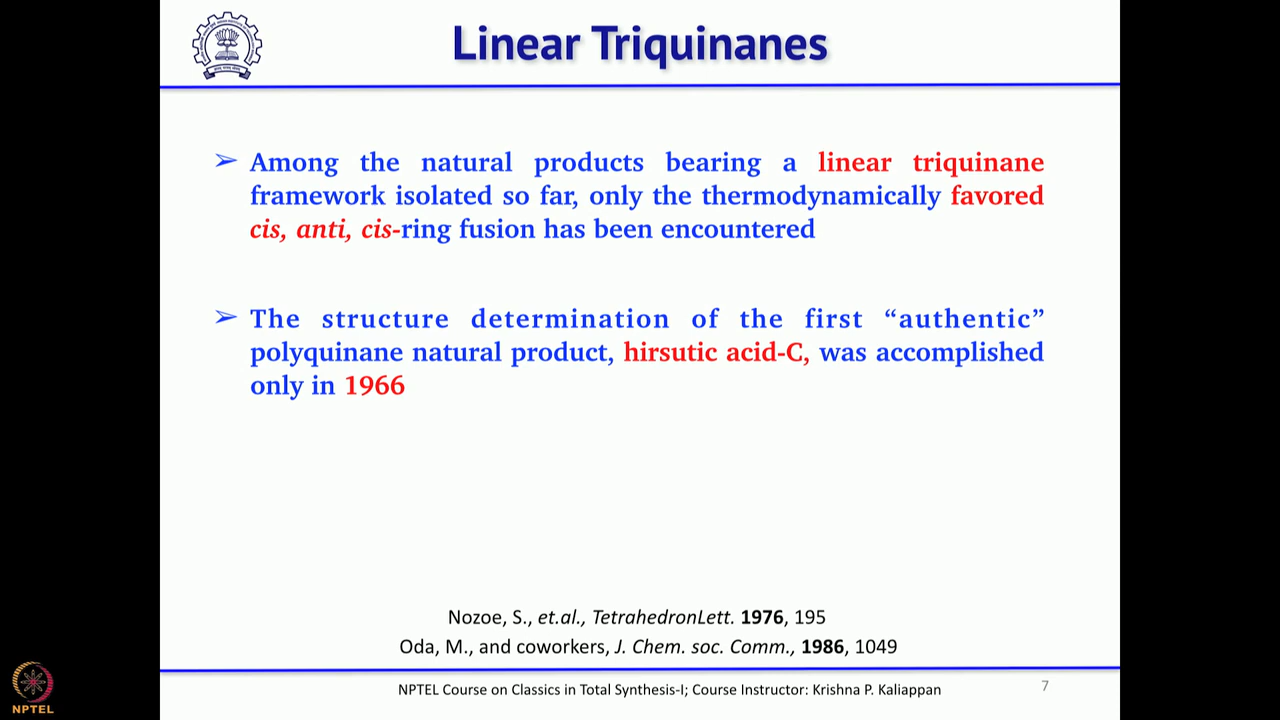 Linear Triquinanes
➢ Among the natural products bearing a linear triquinane
framework isolated so far, only the thermodynamically favored
cis, anti, cis-ring fusion has been encountered
➢ The structure determination of the first “authentic”
polyquinane natural product, hirsutic acid-C, was accomplished
only in 1966
Nozoe, S., et.al., TetrahedronLett. 1976, 195
Oda, M., and coworkers, J. Chem. soc. Comm., 1986, 1049
NPTEL Course on Classics in Total Synthesis-I; Course Instructor: Krishna P. Kaliappan
7
NPTEL